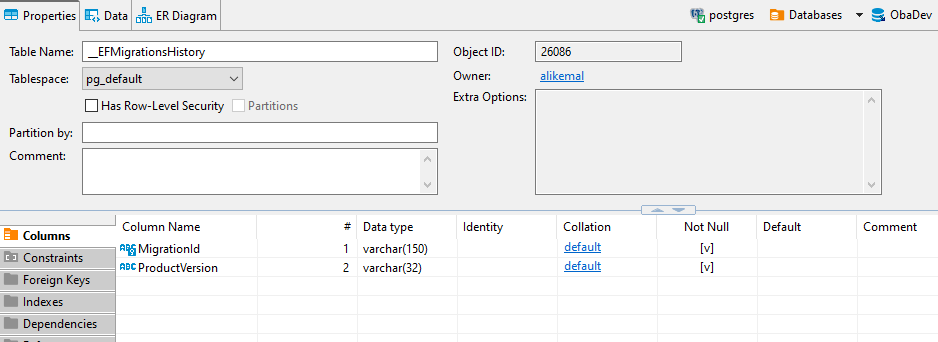 Properties Data ER Diagram postgres Databases ObaDev
Table Name: __EFMigrationsHistory Object ID: 26086
Tablespace: pg_default Owner: alikemal
Has Row-Level Security Partitions Extra Options:
Partition by:
Comment:
Column Name # Data type Identity Collation Not Null Default Comment
Columns
ABC MigrationId 1 varchar(150) default [v]
Constraints
ABC ProductVersion 2 varchar(32) default [v]
Foreign Keys
Indexes
Dependencies